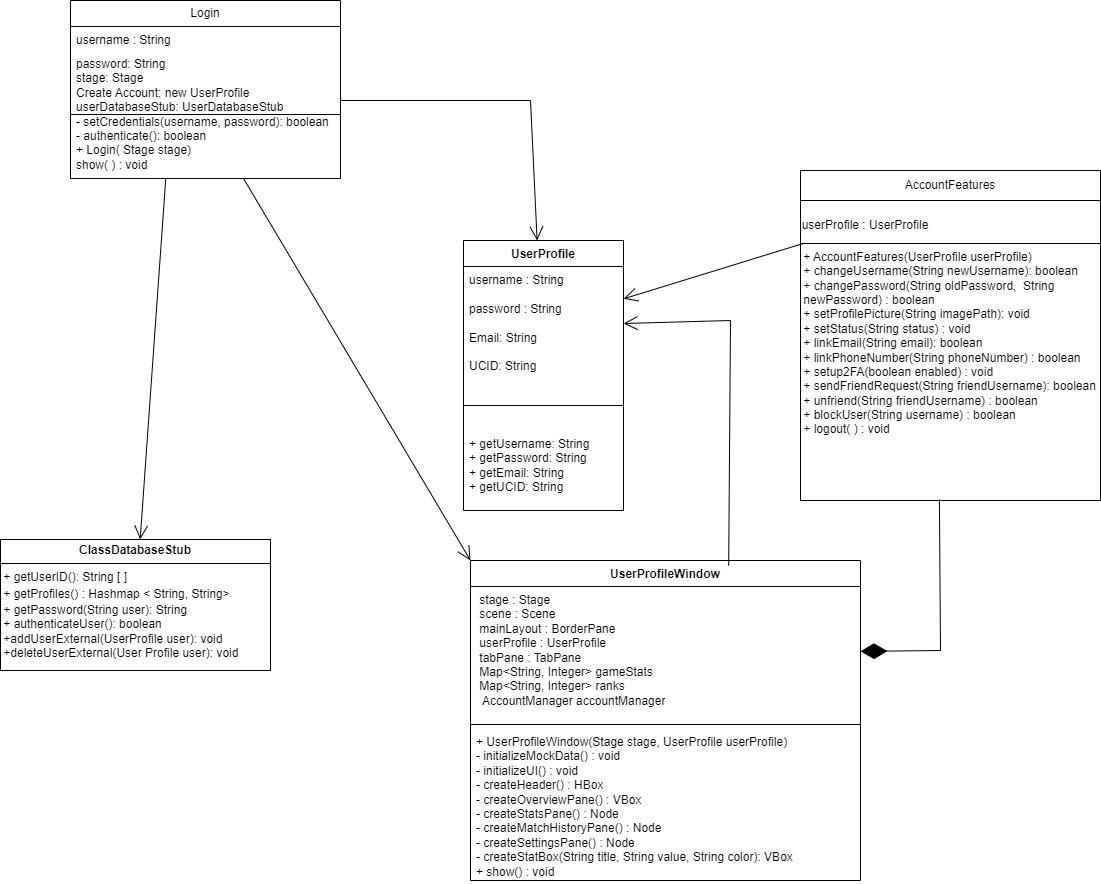 Login
username : String
password: String
stage: Stage
Create Account: new UserProfile
userDatabaseStub: UserDatabaseStub
- setCredentials(username, password): boolean
- authenticate(): boolean
+ Login( Stage stage)
show( ) : void
AccountFeatures
userProfile : UserProfile
+ AccountFeatures(UserProfile userProfile)
+ changeUsername(String newUsername): boolean
+ changePassword(String oldPassword, String
newPassword) : boolean
+ setProfilePicture(String imagePath): void
+ setStatus(String status) : void
+ linkEmail(String email): boolean
+ linkPhoneNumber(String phoneNumber) : boolean
+ setup2FA(boolean enabled) : void
+ sendFriendRequest(String friendUsername): boolean
+ unfriend(String friendUsername) : boolean
+ blockUser(String username) : boolean
+ logout( ) : void
UserProfile
username : String
password : String
Email: String
UCID: String
+ getUsername: String
+ getPassword: String
+ getEmail: String
+ getUCID: String
ClassDatabaseStub
+ getUserID(): String [ ]
+ getProfiles() : Hashmap < String, String>
+ getPassword(String user): String
+ authenticateUser(): boolean
+addUserExternal(UserProfile user): void
+deleteUserExternal(User Profile user): void
UserProfileWindow
stage : Stage
scene : Scene
mainLayout : BorderPane
userProfile : UserProfile
tabPane : TabPane
Map<String, Integer> gameStats
Map<String, Integer> ranks
AccountManager accountManager
+ UserProfileWindow(Stage stage, UserProfile userProfile)
- initializeMockData() : void
- initializeUI() : void
- createHeader() : HBox
- createOverviewPane() : VBox
- createStatsPane() : Node
- createMatchHistoryPane() : Node
- createSettingsPane() : Node
- createStatBox(String title, String value, String color): VBox
+ show() : void